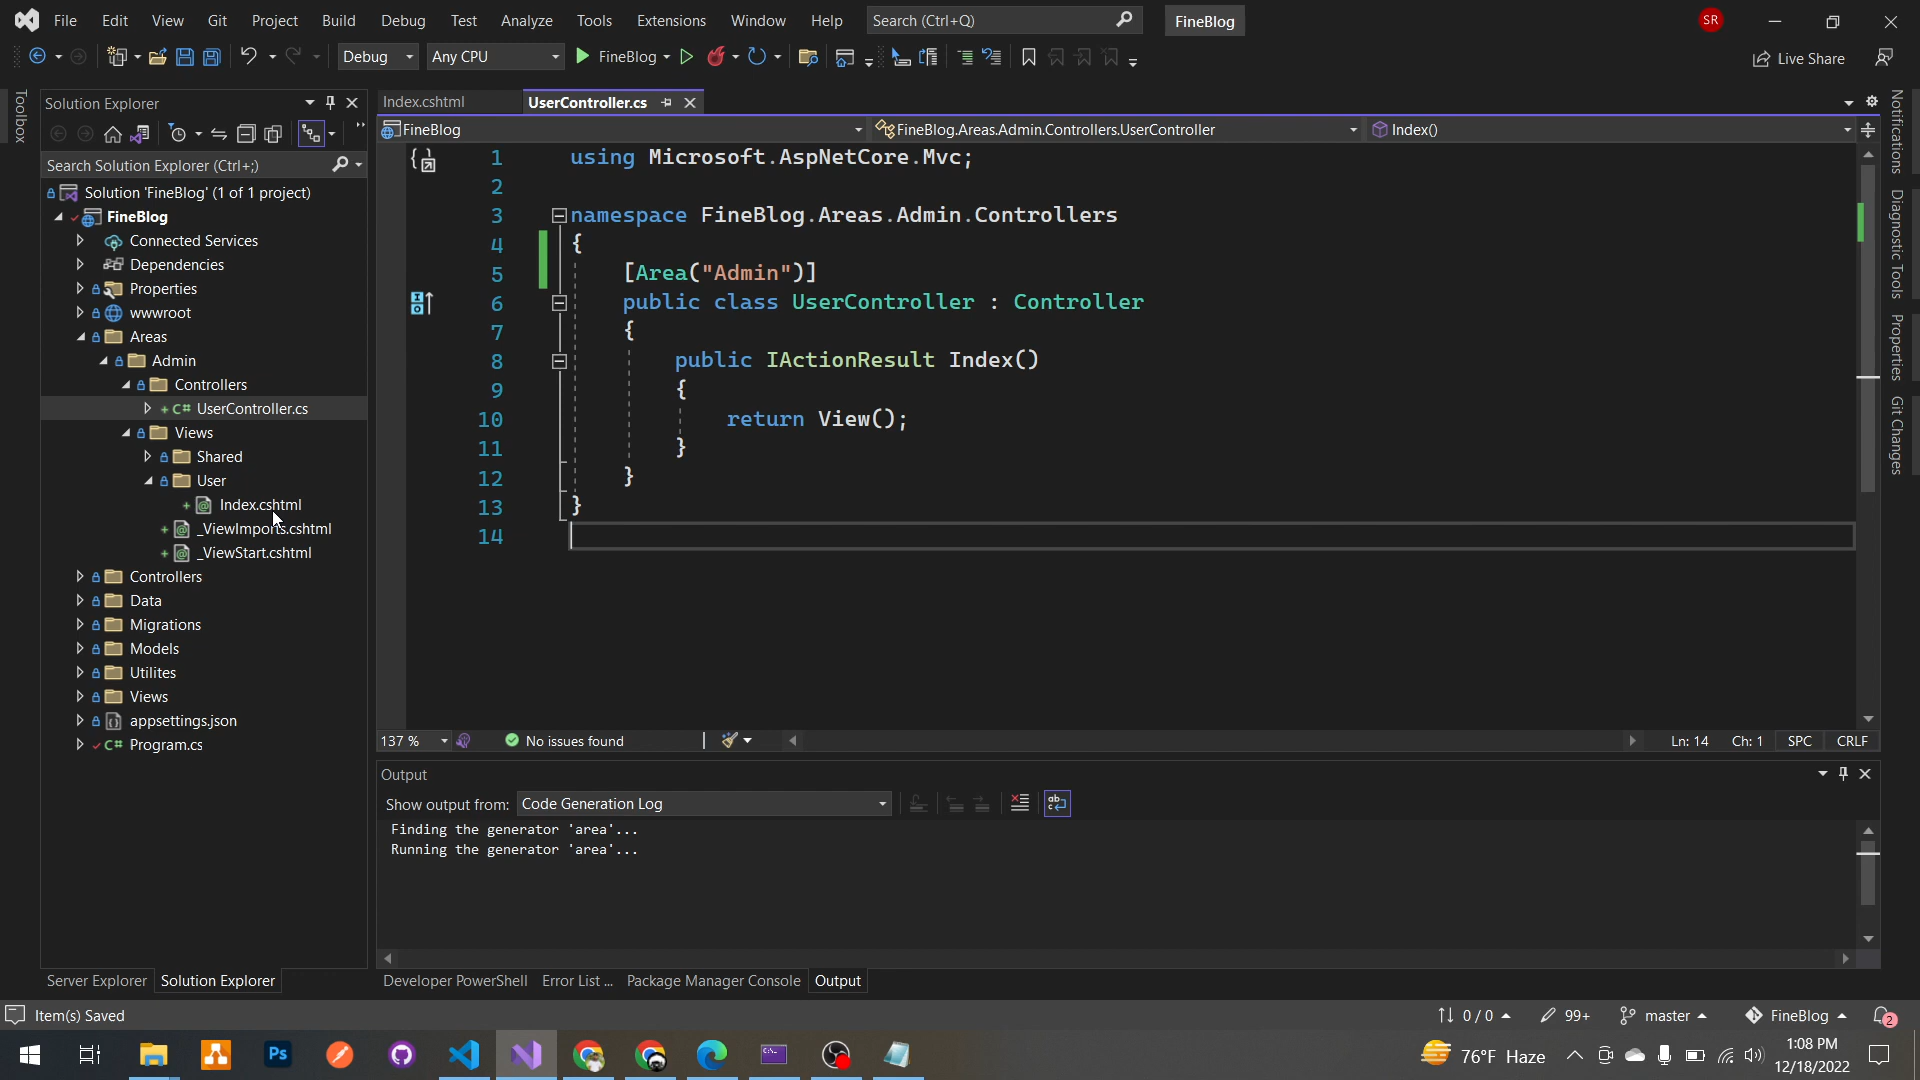 File Edit View Git Project Build Debug Test Analyze Tools Extensions Window Help Search (Ctrl+Q) FineBlog SR
Debug Any CPU FineBlog Live Share
Toolbox
Solution Explorer
Search Solution Explorer (Ctrl+;)
Solution 'FineBlog' (1 of 1 project)
FineBlog
Connected Services
Dependencies
Properties
wwwroot
Areas
Admin
Controllers
UserController.cs
Views
Shared
User
Index.cshtml
_ViewImports.cshtml
_ViewStart.cshtml
Controllers
Data
Migrations
Models
Utilites
Views
appsettings.json
Program.cs
Server Explorer Solution Explorer
Index.cshtml UserController.cs
FineBlog FineBlog.Areas.Admin.Controllers.UserController Index()
1 using Microsoft.AspNetCore.Mvc;
2
3 namespace FineBlog.Areas.Admin.Controllers
4 {
5 [Area("Admin")]
6 public class UserController : Controller
7 {
8 public IActionResult Index()
9 {
10 return View();
11 }
12 }
13 }
14
137 % No issues found Ln: 14 Ch: 1 SPC CRLF
Output
Show output from: Code Generation Log
Finding the generator 'area'...
Running the generator 'area'...
Developer PowerShell Error List ... Package Manager Console Output
Notifications
Diagnostic Tools
Properties
Git Changes
Item(s) Saved 0 / 0 99+ master FineBlog 2
Ps 76°F Haze 1:08 PM
12/18/2022